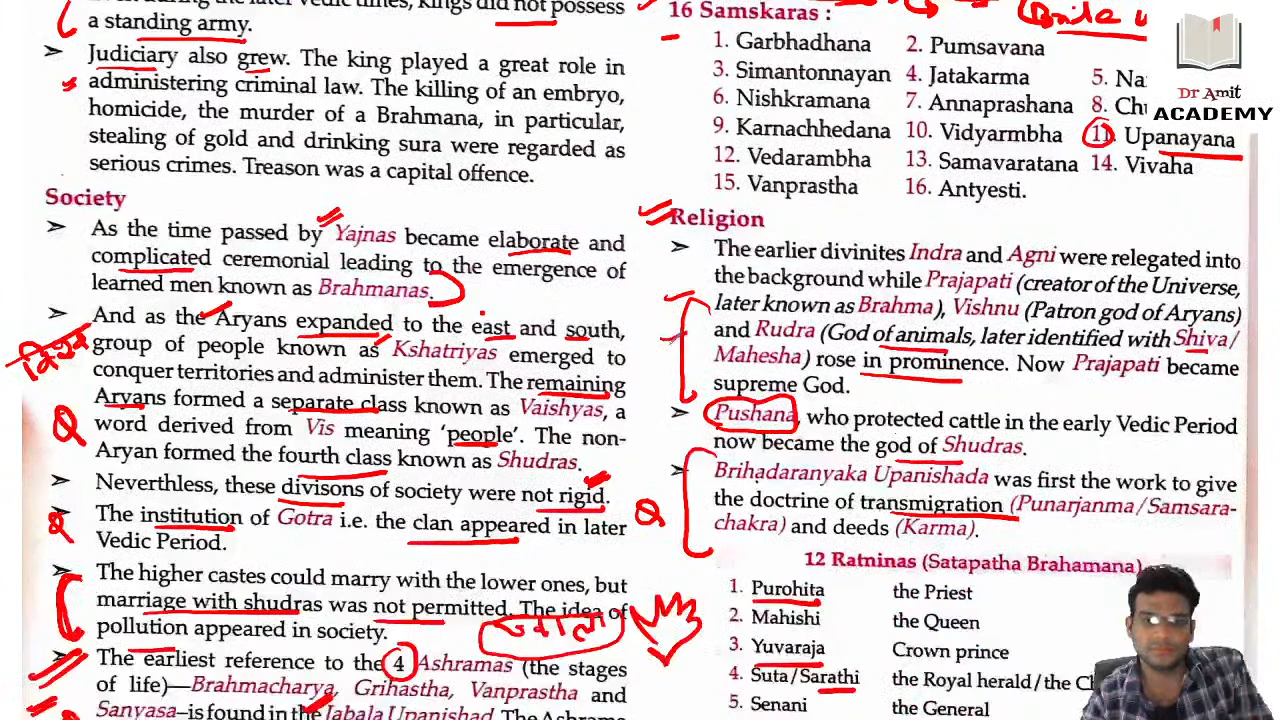 kings did not possess
a standing army.
➢ Judiciary also grew. The king played a great role in
administering criminal law. The killing of an embryo,
homicide, the murder of a Brahmana, in particular,
stealing of gold and drinking sura were regarded as
serious crimes. Treason was a capital offence.
Society
➢ As the time passed by Yajnas became elaborate and
complicated ceremonial leading to the emergence of
learned men known as Brahmanas.
➢ And as the Aryans expanded to the east and south,
group of people known as Kshatriyas emerged to
conquer territories and administer them. The remaining
Aryans formed a separate class known as Vaishyas, a
word derived from Vis meaning 'people'. The non-
Aryan formed the fourth class known as Shudras.
➢ Neverthless, these divisons of society were not rigid.
➢ The institution of Gotra i.e. the clan appeared in later
Vedic Period.
➢ The higher castes could marry with the lower ones, but
marriage with shudras was not permitted. The idea of
pollution appeared in society.
➢ The earliest reference to the 4 Ashramas (the stages
of life)—Brahmacharya, Grihastha, Vanprastha and
Sanyasa–is found in the Jabala Upanishad. The Ashrama
Q
Q
16 Samskaras :
1. Garbhadhana 2. Pumsavana
3. Simantonnayan 4. Jatakarma 5. Na
6. Nishkramana 7. Annaprashana 8. Chu
9. Karnachhedana 10. Vidyarmbha 11. Upanayana
12. Vedarambha 13. Samavaratana 14. Vivaha
15. Vanprastha 16. Antyesti.
Religion
➢ The earlier divinites Indra and Agni were relegated into
the background while Prajapati (creator of the Universe,
later known as Brahma), Vishnu (Patron god of Aryans)
and Rudra (God of animals, later identified with Shiva/
Mahesha) rose in prominence. Now Prajapati became
supreme God.
➢ Pushana, who protected cattle in the early Vedic Period
now became the god of Shudras.
➢ Brihadaranyaka Upanishada was first the work to give
the doctrine of transmigration (Punarjanma/Samsara-
chakra) and deeds (Karma).
Q
12 Ratninas (Satapatha Brahamana)
1. Purohita the Priest
2. Mahishi the Queen
3. Yuvaraja Crown prince
4. Suta/Sarathi the Royal herald/the Ch
5. Senani the General
Dr Amit
ACADEMY